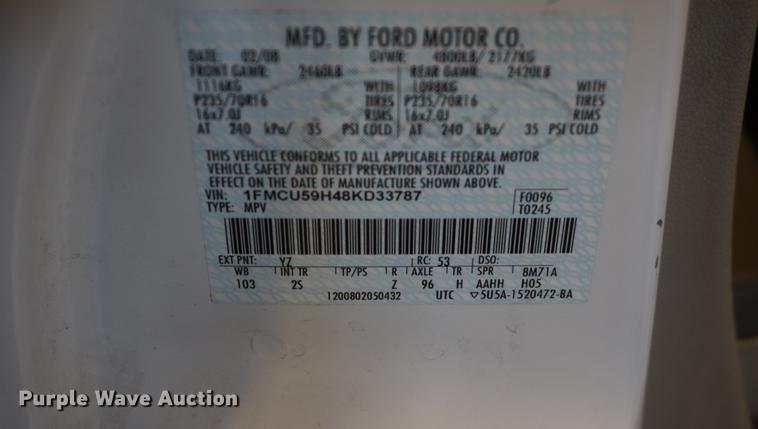 MFD. BY FORD MOTOR CO.
DATE: 02/08 GVWR: 4800LB/ 2177KG
FRONT GAWR: 2460LB REAR GAWR: 2420LB
1116KG WITH 1098KG WITH
P235/70R16 TIRES P235/70R16 TIRES
16x7.0J RIMS 16x7.0J RIMS
AT 240 kPa/ 35 PSI COLD AT 240 kPa/ 35 PSI COLD
THIS VEHICLE CONFORMS TO ALL APPLICABLE FEDERAL MOTOR
VEHICLE SAFETY AND THEFT PREVENTION STANDARDS IN
EFFECT ON THE DATE OF MANUFACTURE SHOWN ABOVE.
VIN: 1FMCU59H48KD33787 F0096
TYPE: MPV T0245
EXT PNT: YZ RC: 53 DSO:
WB INT TR TP/PS R AXLE TR SPR 8M71A
103 2S Z 96 H AAHH H05
1200802050432 UTC ▽5U5A-1520472-BA
Purple Wave Auction